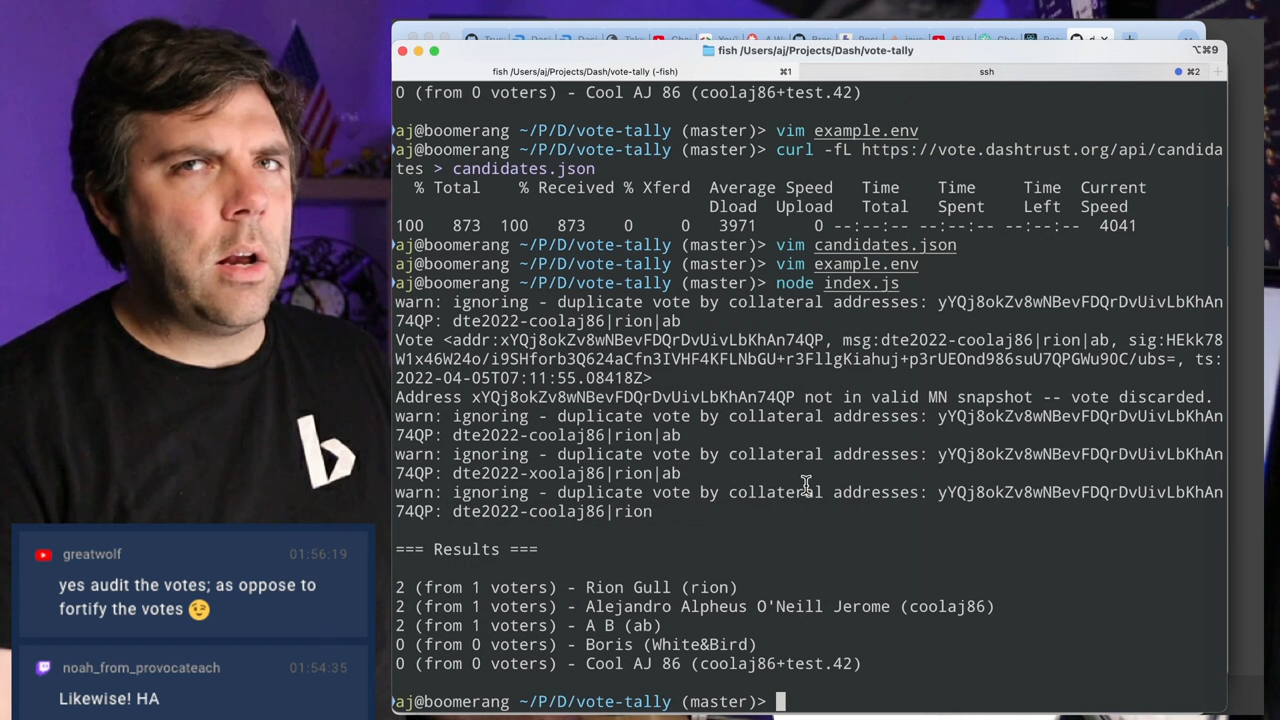 fish /Users/aj/Projects/Dash/vote-tally
⌥⌘9
fish /Users/aj/Projects/Dash/vote-tally (-fish)
⌘1
ssh
⌘2
0 (from 0 voters) - Cool AJ 86 (coolaj86+test.42)
aj@boomerang ~/P/D/vote-tally (master)> vim example.env
aj@boomerang ~/P/D/vote-tally (master)> curl -fL https://vote.dashtrust.org/api/candida
tes > candidates.json
% Total % Received % Xferd Average Speed Time Time Time Current
Dload Upload Total Spent Left Speed
100 873 100 873 0 0 3971 0 --:--:-- --:--:-- --:--:-- 4041
aj@boomerang ~/P/D/vote-tally (master)> vim candidates.json
aj@boomerang ~/P/D/vote-tally (master)> vim example.env
aj@boomerang ~/P/D/vote-tally (master)> node index.js
warn: ignoring - duplicate vote by collateral addresses: yYQj8okZv8wNBevFDQrDvUivLbKhAn
74QP: dte2022-coolaj86|rion|ab
Vote <addr:xYQj8okZv8wNBevFDQrDvUivLbKhAn74QP, msg:dte2022-coolaj86|rion|ab, sig:HEkk78
W1x46W24o/i9SHforb3Q624aCfn3IVHF4KFLNbGU+r3FllgKiahuj+p3rUEOnd986suU7QPGWu90C/ubs=, ts:
2022-04-05T07:11:55.08418Z>
Address xYQj8okZv8wNBevFDQrDvUivLbKhAn74QP not in valid MN snapshot -- vote discarded.
warn: ignoring - duplicate vote by collateral addresses: yYQj8okZv8wNBevFDQrDvUivLbKhAn
74QP: dte2022-coolaj86|rion|ab
warn: ignoring - duplicate vote by collateral addresses: yYQj8okZv8wNBevFDQrDvUivLbKhAn
74QP: dte2022-xoolaj86|rion|ab
warn: ignoring - duplicate vote by collateral addresses: yYQj8okZv8wNBevFDQrDvUivLbKhAn
74QP: dte2022-coolaj86|rion
=== Results ===
2 (from 1 voters) - Rion Gull (rion)
2 (from 1 voters) - Alejandro Alpheus O'Neill Jerome (coolaj86)
2 (from 1 voters) - A B (ab)
0 (from 0 voters) - Boris (White&Bird)
0 (from 0 voters) - Cool AJ 86 (coolaj86+test.42)
aj@boomerang ~/P/D/vote-tally (master)>
b
greatwolf 01:56:19
yes audit the votes; as oppose to
fortify the votes 😉
noah_from_provocateach 01:54:35
Likewise! HA